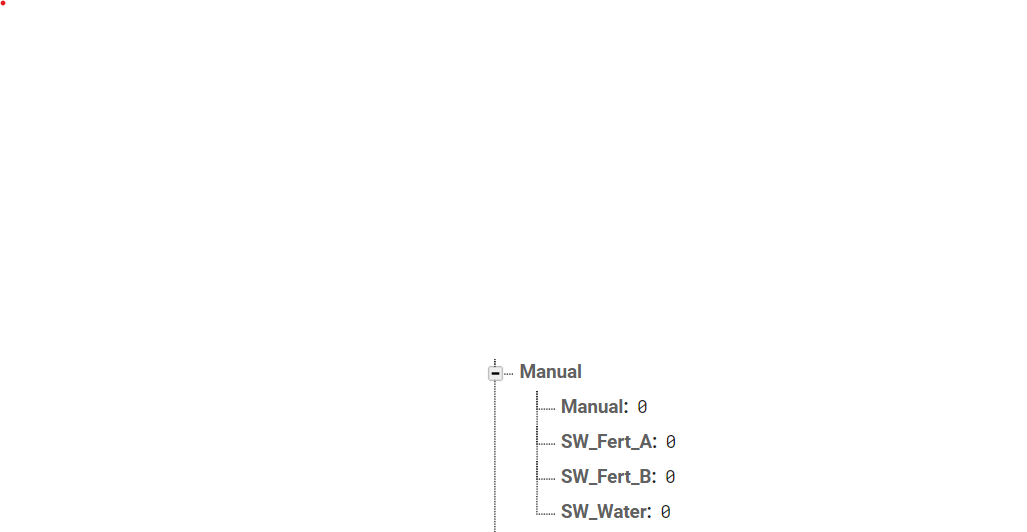 Manual
Manual: 0
SW_Fert_A: 0
SW_Fert_B: 0
SW_Water: 0